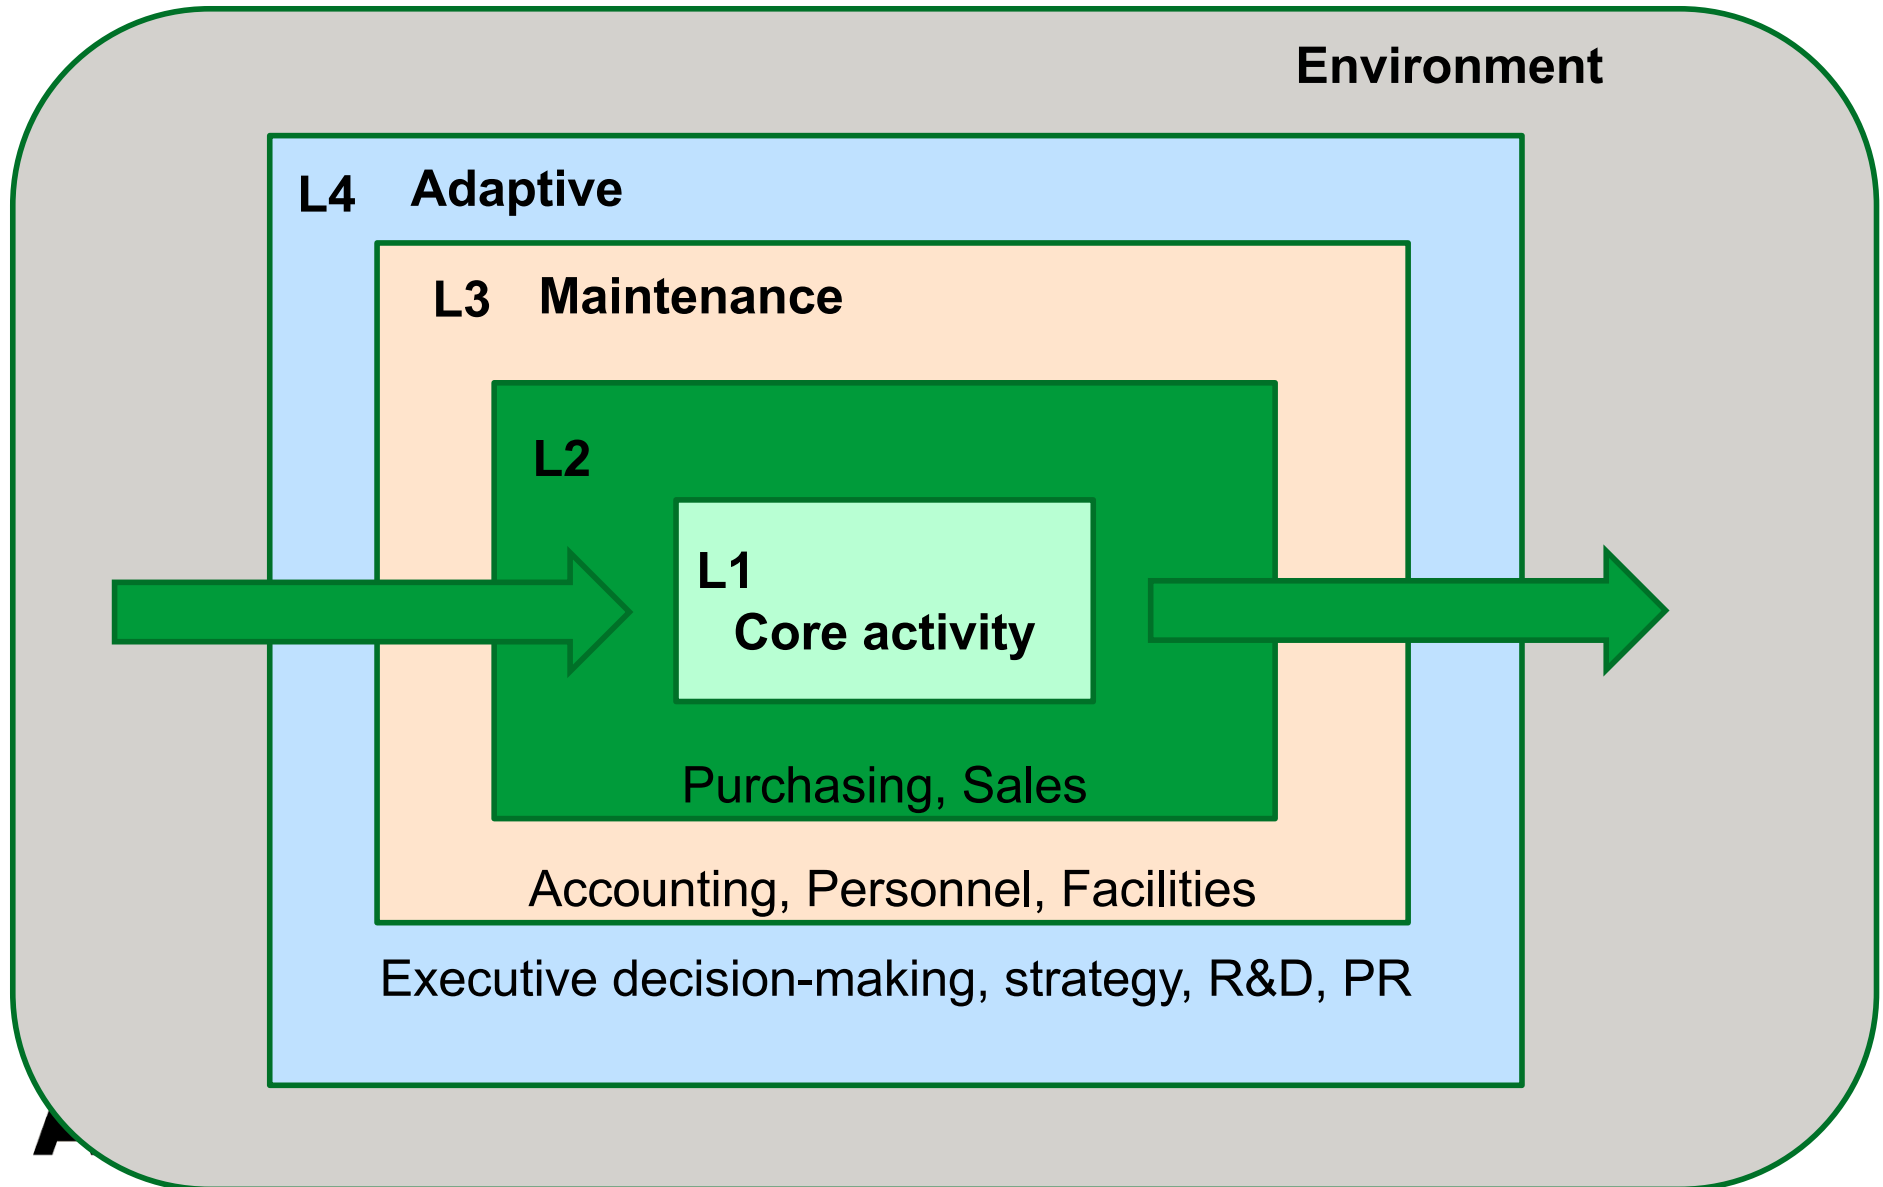 Environment
L4 Adaptive
L3 Maintenance
L2
L1
Core activity
Purchasing, Sales
Accounting, Personnel, Facilities
Executive decision-making, strategy, R&D, PR